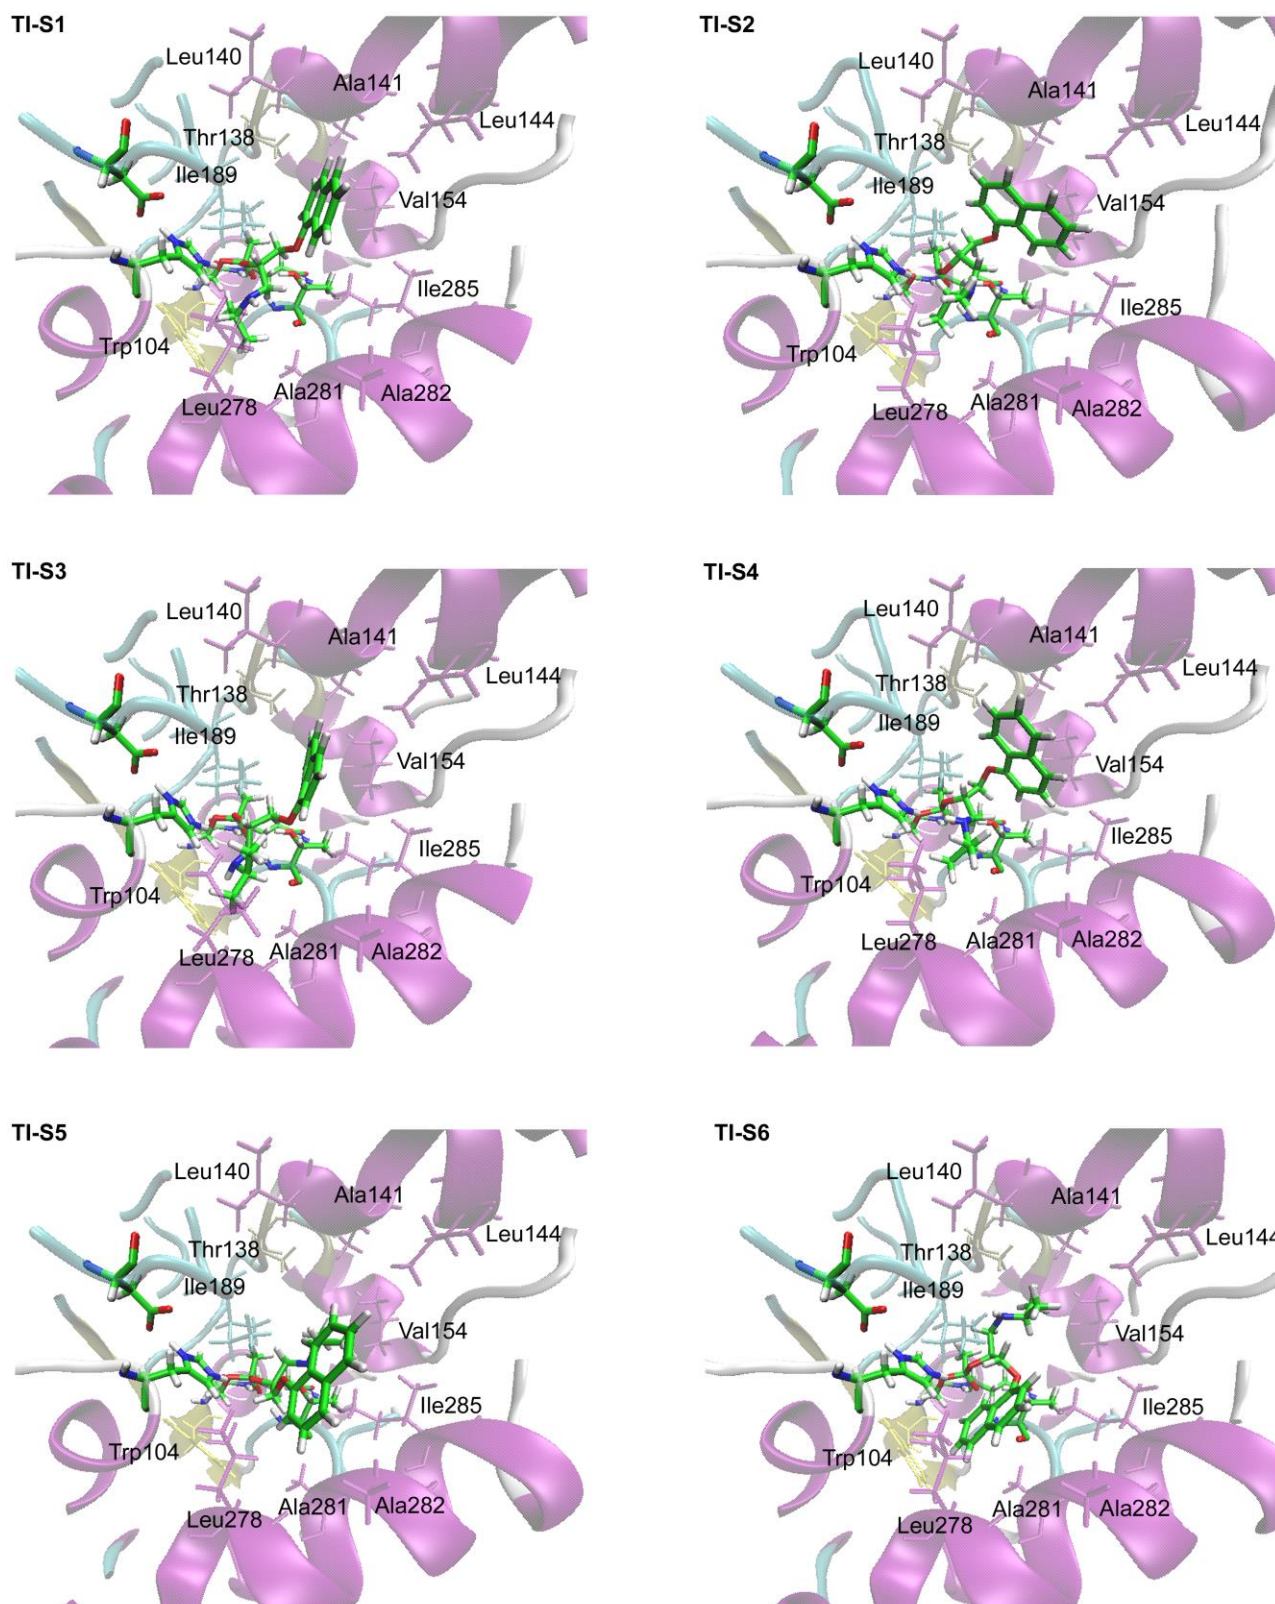 TI-S1
Leu140
Ala141
Leu144
Thr138
Ile189
Val154
Ile285
Trp104
Ala281
Ala282
Leu278
TI-S2
Leu140
Ala141
Leu144
Thr138
Ile189
Val154
Ile285
Trp104
Ala281
Ala282
Leu278
TI-S3
Leu140
Ala141
Leu144
Thr138
Ile189
Val154
Ile285
Trp104
Leu278
Ala281
Ala282
TI-S4
Leu140
Ala141
Leu144
Thr138
Ile189
Val154
Ile285
Trp104
Leu278
Ala281
Ala282
TI-S5
Leu140
Ala141
Leu144
Thr138
Ile189
Val154
Ile285
Trp104
Ala281
Ala282
Leu278
TI-S6
Leu140
Ala141
Leu144
Thr138
Ile189
Val154
Ile285
Trp104
Ala281
Ala282
Leu278